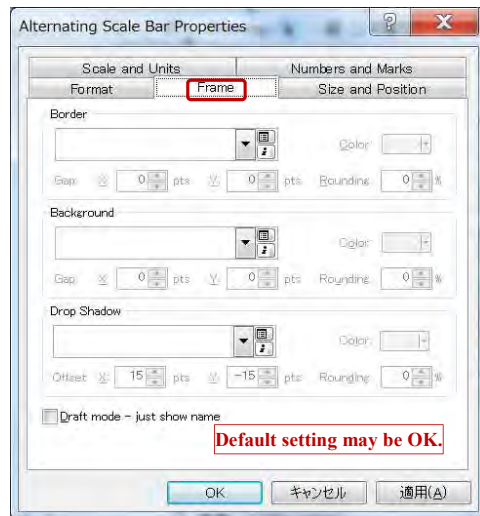 Alternating Scale Bar Properties
Scale and Units Numbers and Marks
Format Frame Size and Position
Border
Color:
Gap: X: 0 pts Y: 0 pts Rounding: 0 %
Background
Color:
Gap: X: 0 pts Y: 0 pts Rounding: 0 %
Drop Shadow
Color:
Offset: X: 15 pts Y: -15 pts Rounding: 0 %
Draft mode - just show name
Default setting may be OK.
OK キャンセル 適用(A)